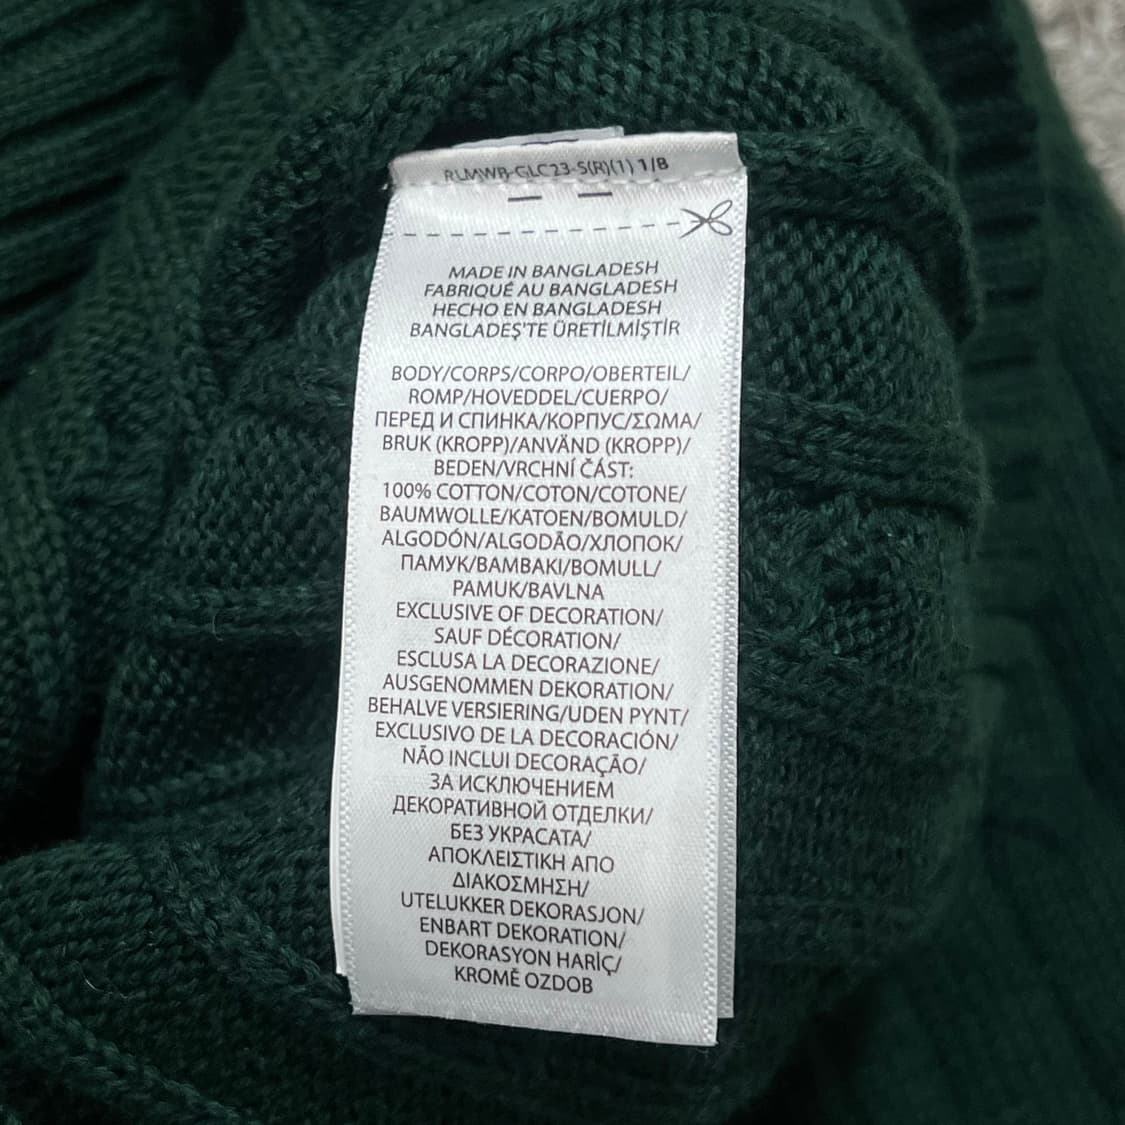 RLMWB-GLC23-S(R)(1) 1/8
MADE IN BANGLADESH
FABRIQUÉ AU BANGLADESH
HECHO EN BANGLADESH
BANGLADEŞ'TE ÜRETİLMİŞTİR
BODY/CORPS/CORPO/OBERTEIL/
ROMP/HOVEDDEL/CUERPO/
ПЕРЕД И СПИНКА/КОРПУС/ΣΩΜΑ/
BRUK (KROPP)/ANVÄND (KROPP)/
BEDEN/VRCHNÍ ČÁST:
100% COTTON/COTON/COTONE/
BAUMWOLLE/KATOEN/BOMULD/
ALGODÓN/ALGODÃO/ХЛОПОК/
ПАМУК/ΒΑΜΒΑΚΙ/BOMULL/
PAMUK/BAVLNA
EXCLUSIVE OF DECORATION/
SAUF DÉCORATION/
ESCLUSA LA DECORAZIONE/
AUSGENOMMEN DEKORATION/
BEHALVE VERSIERING/UDEN PYNT/
EXCLUSIVO DE LA DECORACIÓN/
NÃO INCLUI DECORAÇÃO/
ЗА ИСКЛЮЧЕНИЕМ
ДЕКОРАТИВНОЙ ОТДЕЛКИ/
БЕЗ УКРАСАТА/
ΑΠΟΚΛΕΙΣΤΙΚΗ ΑΠΟ
ΔΙΑΚΟΣΜΗΣΗ/
UTELUKKER DEKORASJON/
ENBART DEKORATION/
DEKORASYON HARİÇ/
KROMĚ OZDOB